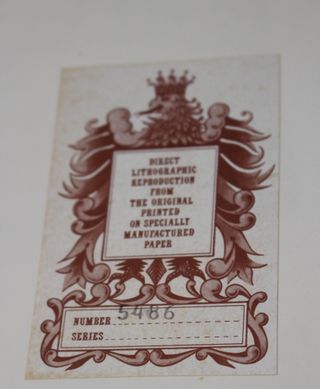 DIRECT
LITHOGRAPHIC
REPRODUCTION
FROM
THE ORIGINAL
PRINTED
ON SPECIALLY
MANUFACTURED
PAPER
NUMBER 5486
SERIES